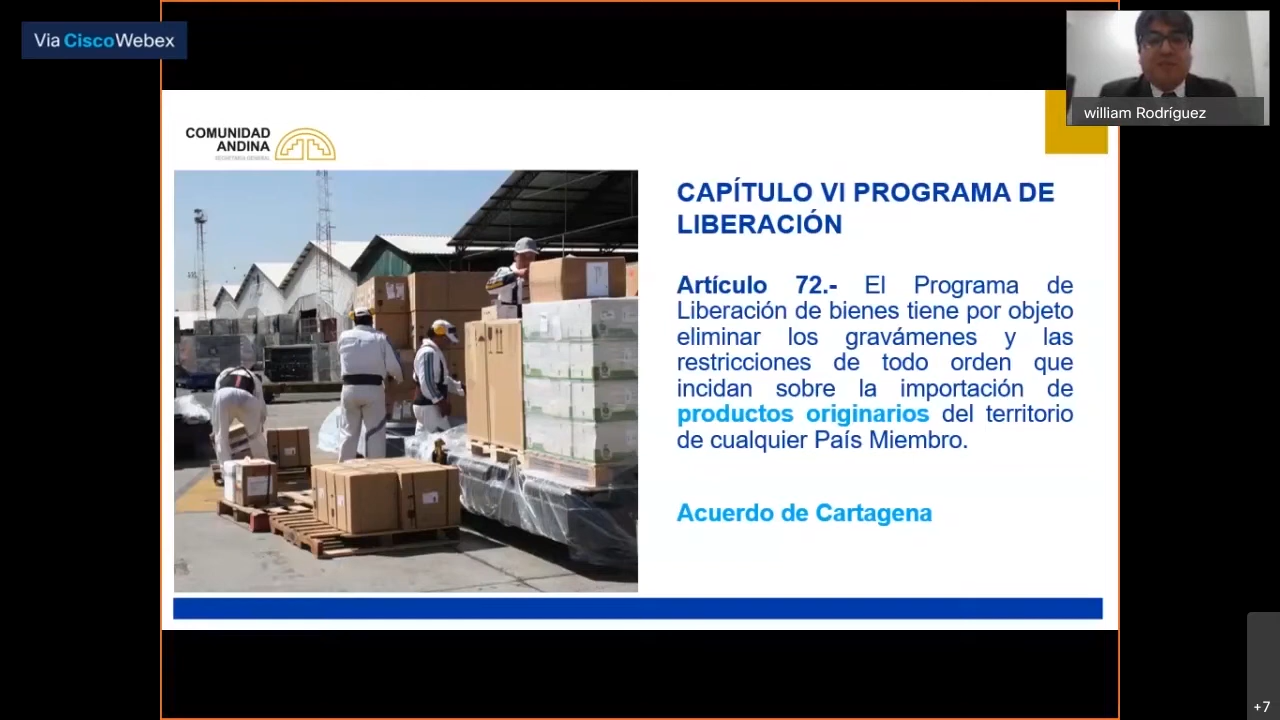 Via CiscoWebex
william Rodríguez
COMUNIDAD
ANDINA
SECRETARÍA GENERAL
CAPÍTULO VI PROGRAMA DE
LIBERACIÓN
Artículo 72.- El Programa de
Liberación de bienes tiene por objeto
eliminar los gravámenes y las
restricciones de todo orden que
incidan sobre la importación de
productos originarios del territorio
de cualquier País Miembro.
Acuerdo de Cartagena
+7